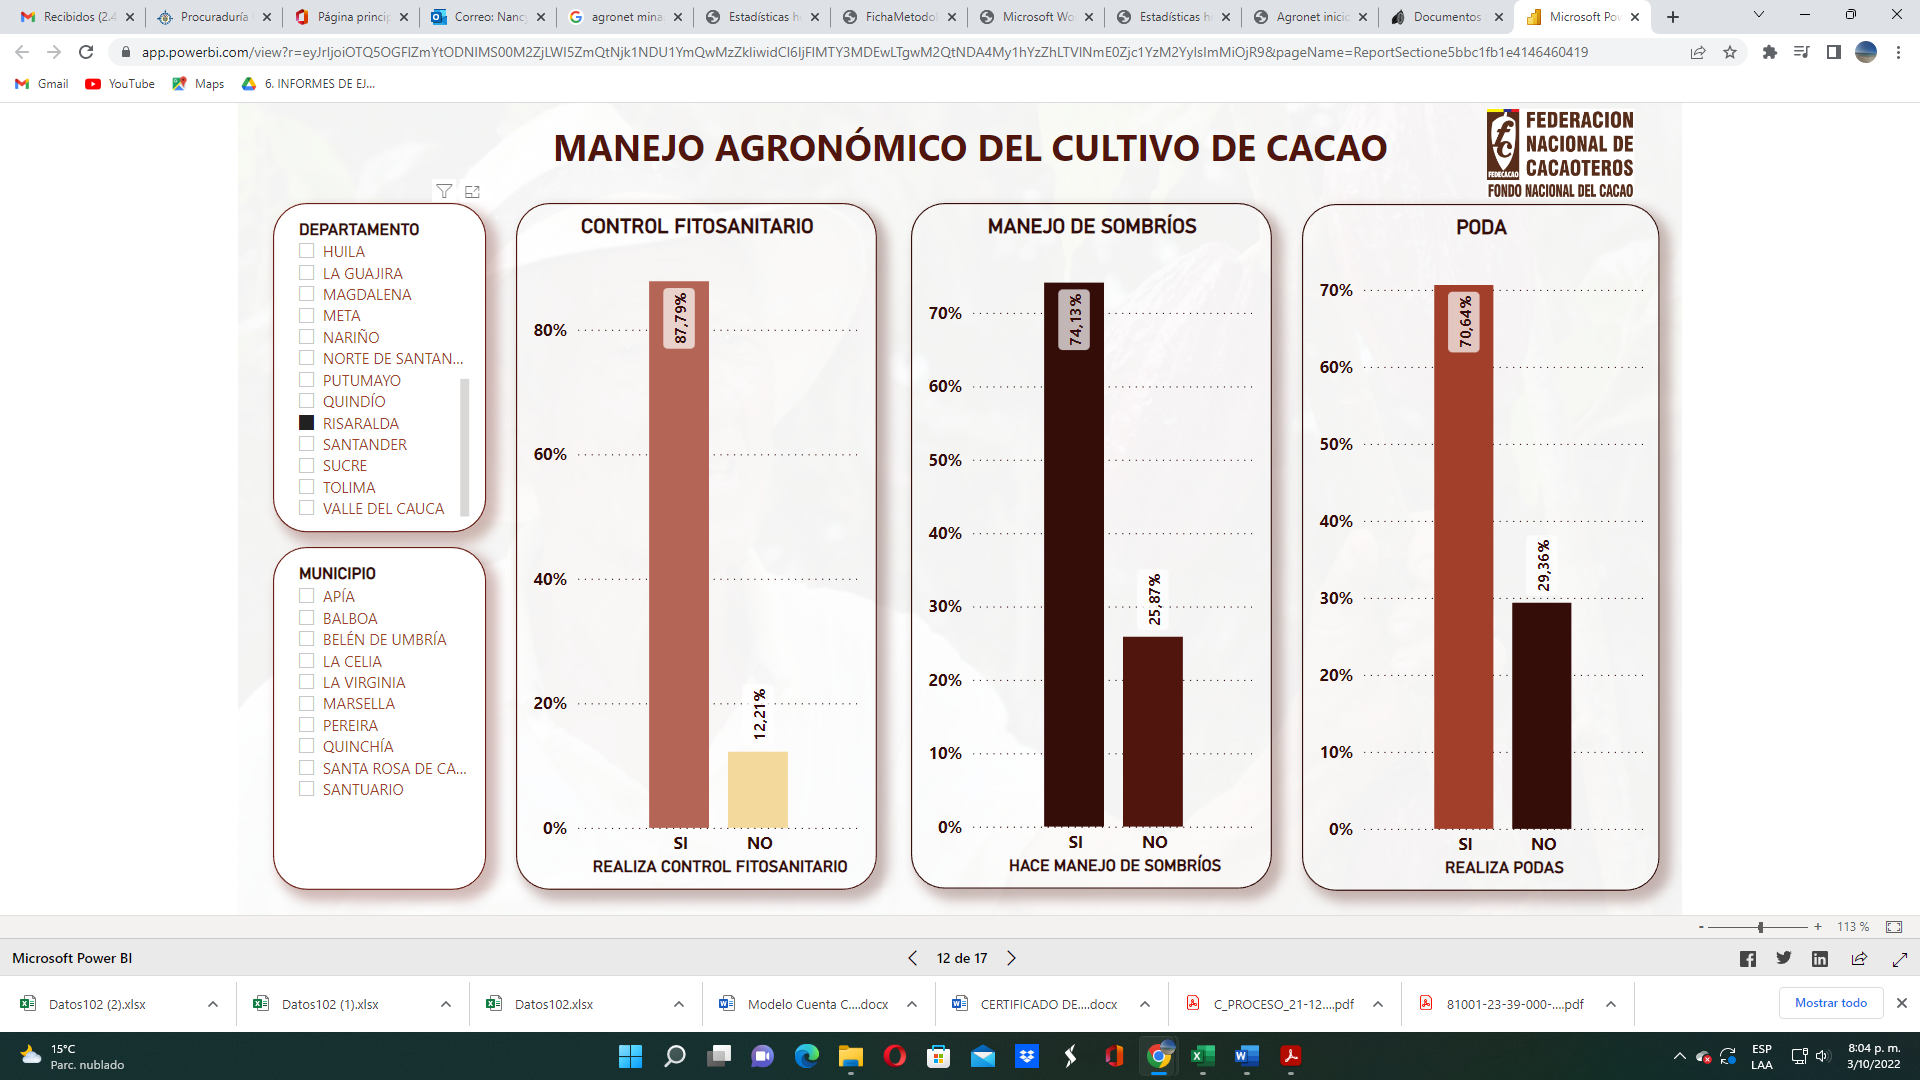 Recibidos (2.4
Procuraduría
Página princip
Correo: Nancy
agronet mina
Estadísticas h
FichaMetodol
Microsoft Wo
Estadísticas h
Agronet inicio
Documentos
Microsoft Po
app.powerbi.com/view?r=eyJrIjoiOTQ5OGFlZmYtODNlMS00M2ZjLWI5ZmQtNjk1NDU1YmQwMzZkIiwidCI6IjFlMTY3MDEwLTgwM2QtNDA4My1hYzZhLTVlNmE0Zjc1YzM2YyIsImMiOjR9&pageName=ReportSectione5bbc1fb1e4146460419
Gmail
YouTube
Maps
6. INFORMES DE EJ...
MANEJO AGRONÓMICO DEL CULTIVO DE CACAO
FEDERACION
NACIONAL DE
CACAOTEROS
FEDECACAO
FONDO NACIONAL DEL CACAO
DEPARTAMENTO
HUILA
LA GUAJIRA
MAGDALENA
META
NARIÑO
NORTE DE SANTAN...
PUTUMAYO
QUINDÍO
RISARALDA
SANTANDER
SUCRE
TOLIMA
VALLE DEL CAUCA
MUNICIPIO
APÍA
BALBOA
BELÉN DE UMBRÍA
LA CELIA
LA VIRGINIA
MARSELLA
PEREIRA
QUINCHÍA
SANTA ROSA DE CA...
SANTUARIO
CONTROL FITOSANITARIO
80%
60%
40%
20%
0%
87,79%
12,21%
SI NO
REALIZA CONTROL FITOSANITARIO
MANEJO DE SOMBRÍOS
70%
60%
50%
40%
30%
20%
10%
0%
74,13%
25,87%
SI NO
HACE MANEJO DE SOMBRÍOS
PODA
70%
60%
50%
40%
30%
20%
10%
0%
70,64%
29,36%
SI NO
REALIZA PODAS
- + 113 %
Microsoft Power BI
12 de 17
Datos102 (2).xlsx
Datos102 (1).xlsx
Datos102.xlsx
Modelo Cuenta C....docx
CERTIFICADO DE....docx
C_PROCESO_21-12....pdf
81001-23-39-000-....pdf
Mostrar todo
15°C
Parc. nublado
ESP
LAA
8:04 p. m.
3/10/2022